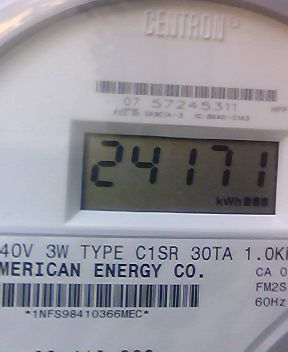 CENTRON®
07 57245311
24171
kWh
40V 3W TYPE C1SR 30TA 1.0K
MERICAN ENERGY CO.
CA 0
FM2S
60Hz
*1NFS98410366MEC*